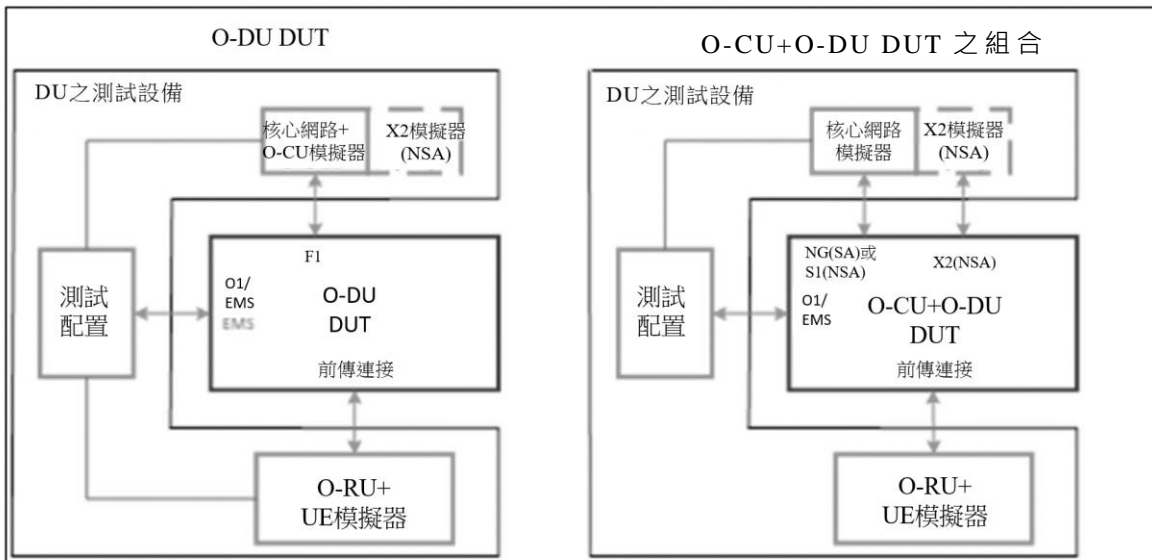 O-DU DUT
DU之測試設備
核心網路+
O-CU模擬器
X2模擬器
(NSA)
測試
配置
F1
O1/
EMS
EMS
O-DU
DUT
前傳連接
O-RU+
UE模擬器
O-CU+O-DU DUT 之組合
DU之測試設備
核心網路
模擬器
X2模擬器
(NSA)
測試
配置
NG(SA)或
S1(NSA)
X2(NSA)
O1/
EMS
O-CU+O-DU
DUT
前傳連接
O-RU+
UE模擬器